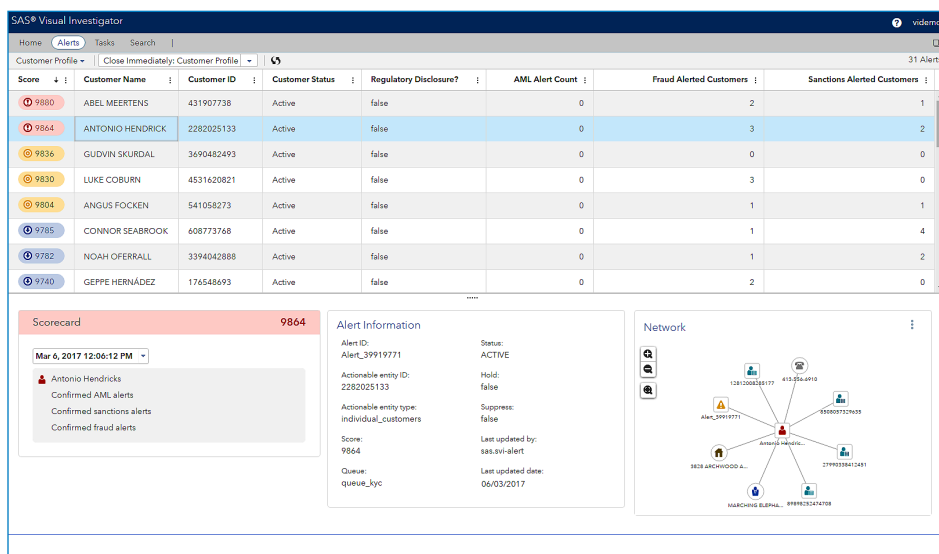 SAS® Visual Investigator
videmo
Home Alerts Tasks Search
Customer Profile Close Immediately: Customer Profile 31 Alerts
Score Customer Name Customer ID Customer Status Regulatory Disclosure? AML Alert Count Fraud Alerted Customers Sanctions Alerted Customers
9880 ABEL MEERTENS 431907738 Active false 0 2 1
9864 ANTONIO HENDRICK 2282025133 Active false 0 3 2
9836 GUDVIN SKURDAL 3690482493 Active false 0 0 0
9830 LUKE COBURN 4531620821 Active false 0 3 0
9804 ANGUS FOCKEN 541058273 Active false 0 1 1
9785 CONNOR SEABROOK 608773768 Active false 0 1 4
9782 NOAH OFERRALL 3394042888 Active false 0 1 2
9740 GEPPE HERNÁDEZ 176548693 Active false 0 2 0
Scorecard 9864
Mar 6, 2017 12:06:12 PM
Antonio Hendricks
Confirmed AML alerts
Confirmed sanctions alerts
Confirmed fraud alerts
Alert Information
Alert ID: Status:
Alert_39919771 ACTIVE
Actionable entity ID: Hold:
2282025133 false
Actionable entity type: Suppress:
individual_customers false
Score: Last updated by:
9864 sas.svi-alert
Queue: Last updated date:
queue_kyc 06/03/2017
Network
12812008285177
615-556-6910
8508057329635
Alert_39919771
Antonio Hendric...
3828 ARCHWOOD A...
27990338412451
MARCHING ELEPHA...
89898252474708